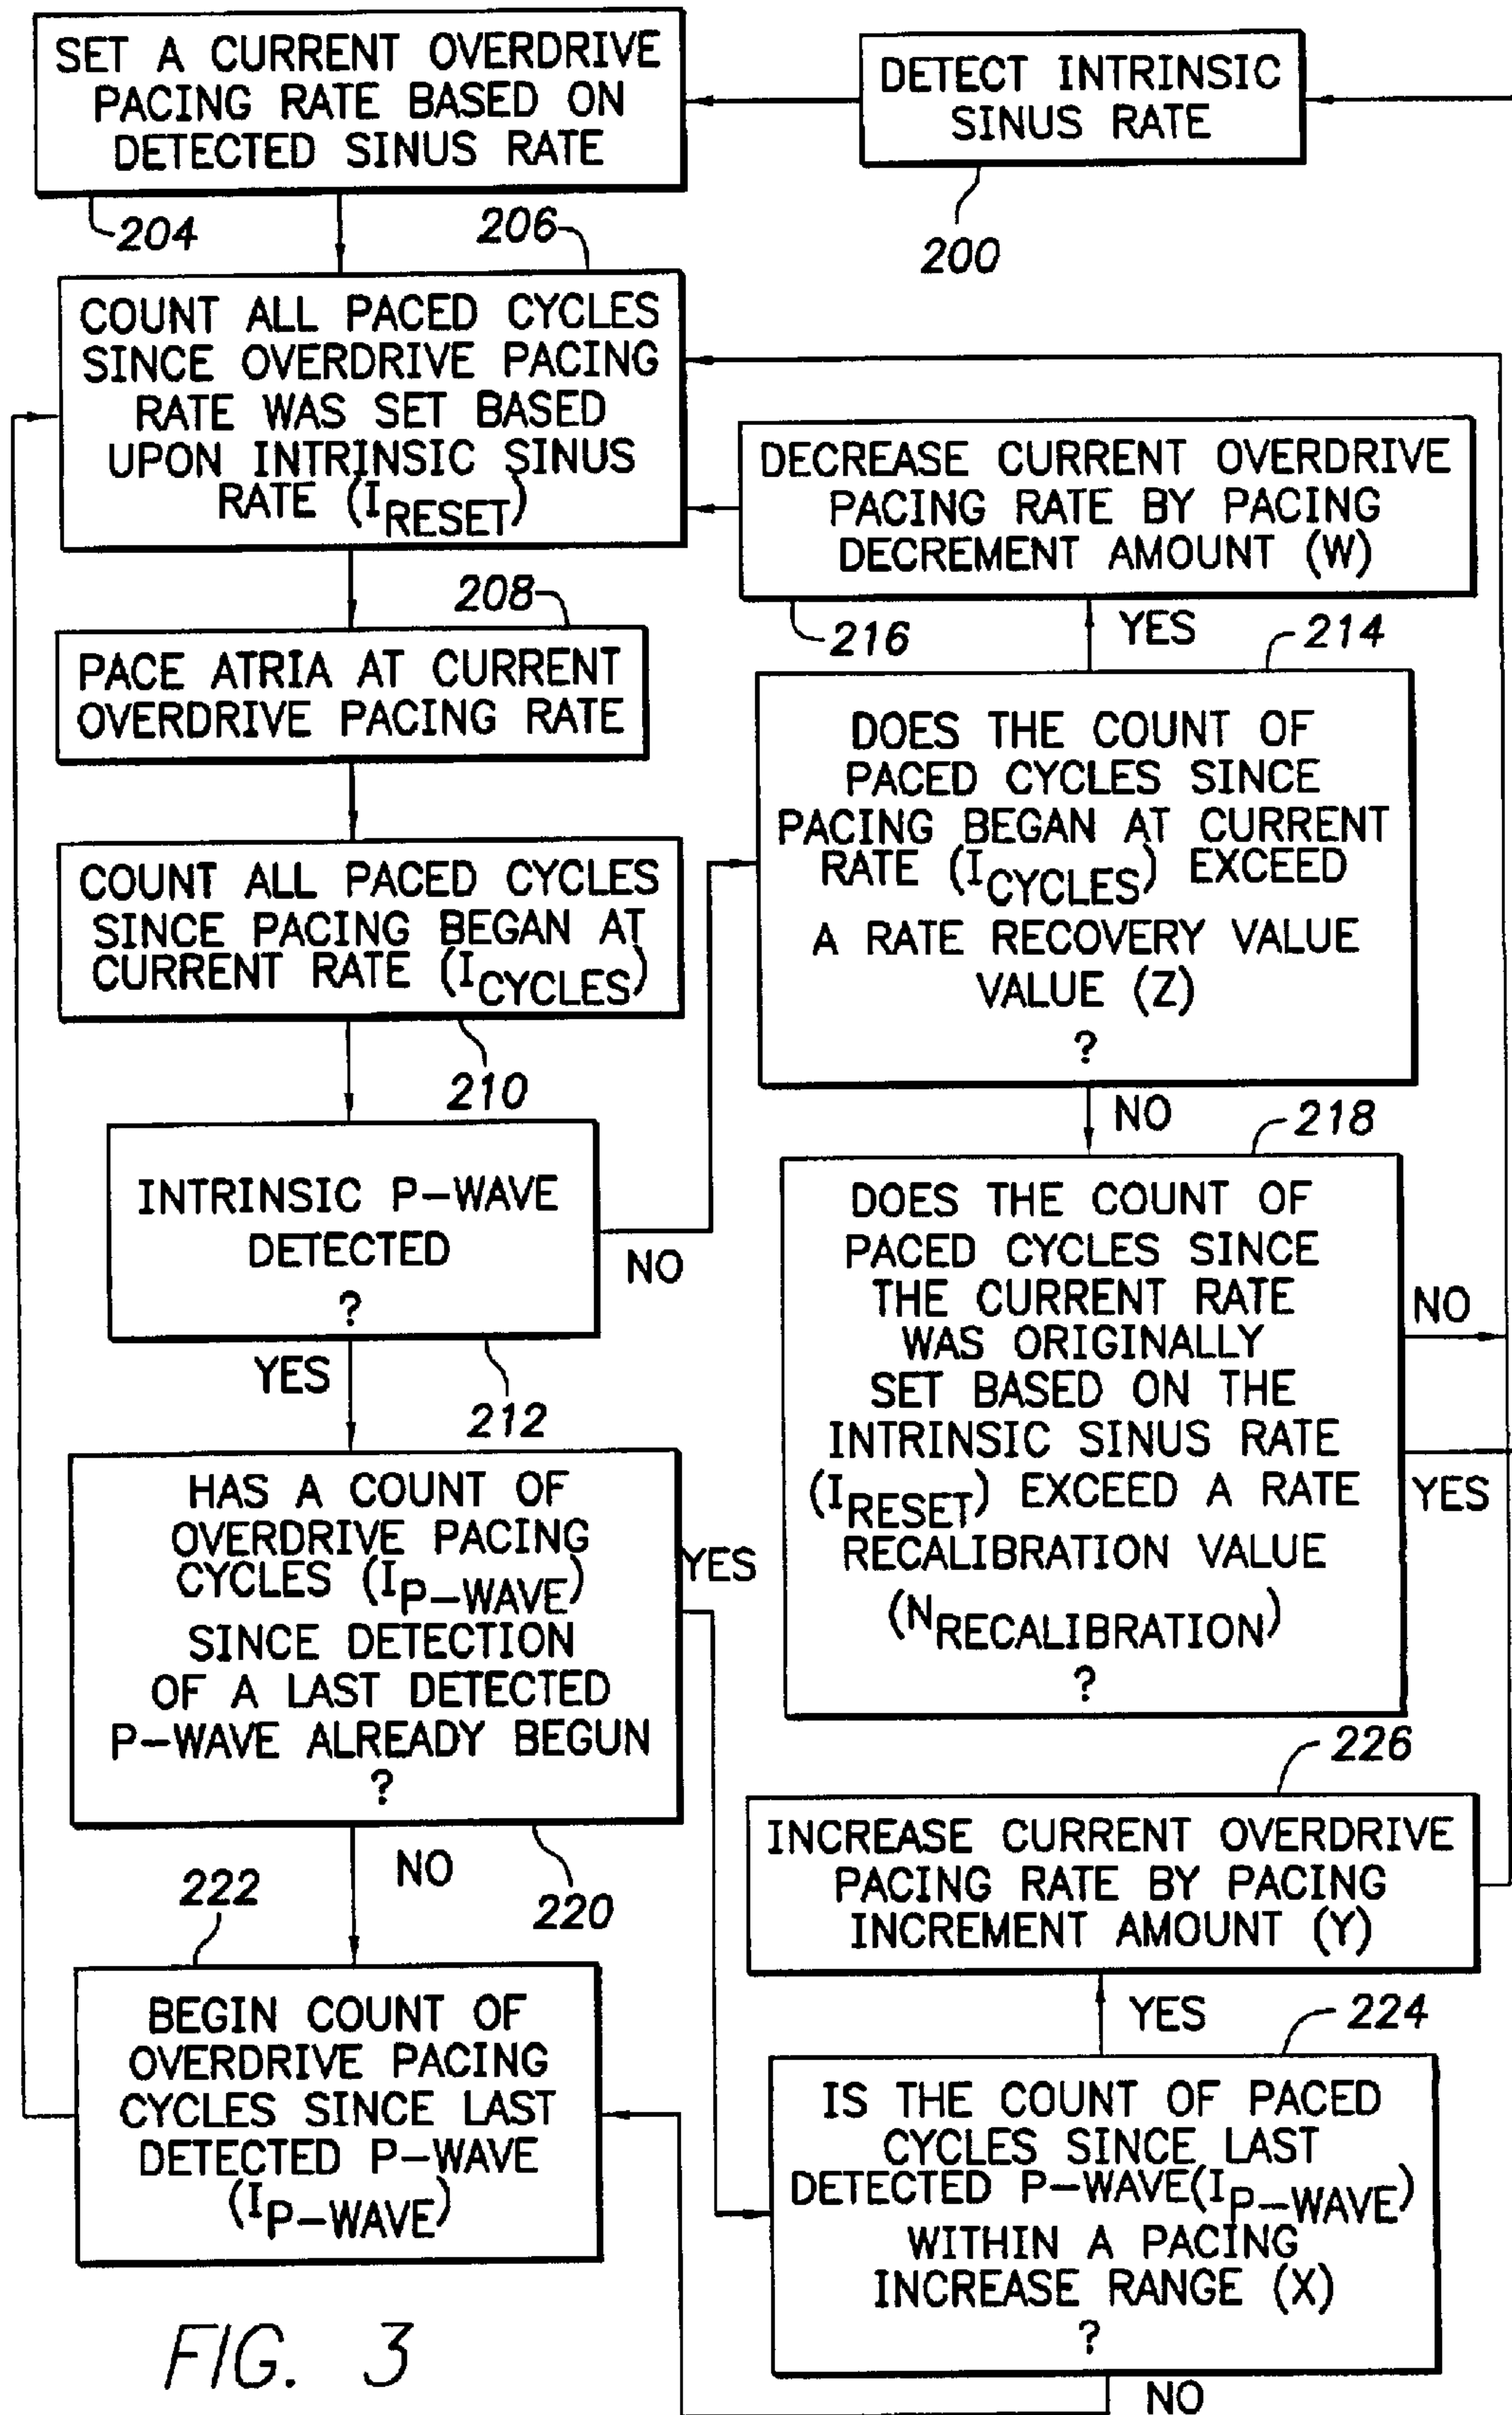 SET A CURRENT OVERDRIVE
PACING RATE BASED ON
DETECTED SINUS RATE
204
DETECT INTRINSIC
SINUS RATE
200
206
COUNT ALL PACED CYCLES
SINCE OVERDRIVE PACING
RATE WAS SET BASED
UPON INTRINSIC SINUS
RATE (I_RESET)
208
PACE ATRIA AT CURRENT
OVERDRIVE PACING RATE
COUNT ALL PACED CYCLES
SINCE PACING BEGAN AT
CURRENT RATE (I_CYCLES)
210
INTRINSIC P-WAVE
DETECTED
?
NO
YES
212
DECREASE CURRENT OVERDRIVE
PACING RATE BY PACING
DECREMENT AMOUNT (W)
216
YES
214
DOES THE COUNT OF
PACED CYCLES SINCE
PACING BEGAN AT CURRENT
RATE (I_CYCLES) EXCEED
A RATE RECOVERY VALUE
VALUE (Z)
?
NO
218
DOES THE COUNT OF
PACED CYCLES SINCE
THE CURRENT RATE
WAS ORIGINALLY
SET BASED ON THE
INTRINSIC SINUS RATE
(I_RESET) EXCEED A RATE
RECALIBRATION VALUE
(N_RECALIBRATION)
?
NO
YES
HAS A COUNT OF
OVERDRIVE PACING
CYCLES (I_P-WAVE)
SINCE DETECTION
OF A LAST DETECTED
P-WAVE ALREADY BEGUN
?
YES
NO
220
222
BEGIN COUNT OF
OVERDRIVE PACING
CYCLES SINCE LAST
DETECTED P-WAVE
(I_P-WAVE)
226
INCREASE CURRENT OVERDRIVE
PACING RATE BY PACING
INCREMENT AMOUNT (Y)
YES
224
IS THE COUNT OF PACED
CYCLES SINCE LAST
DETECTED P-WAVE(I_P-WAVE)
WITHIN A PACING
INCREASE RANGE (X)
?
NO
FIG. 3